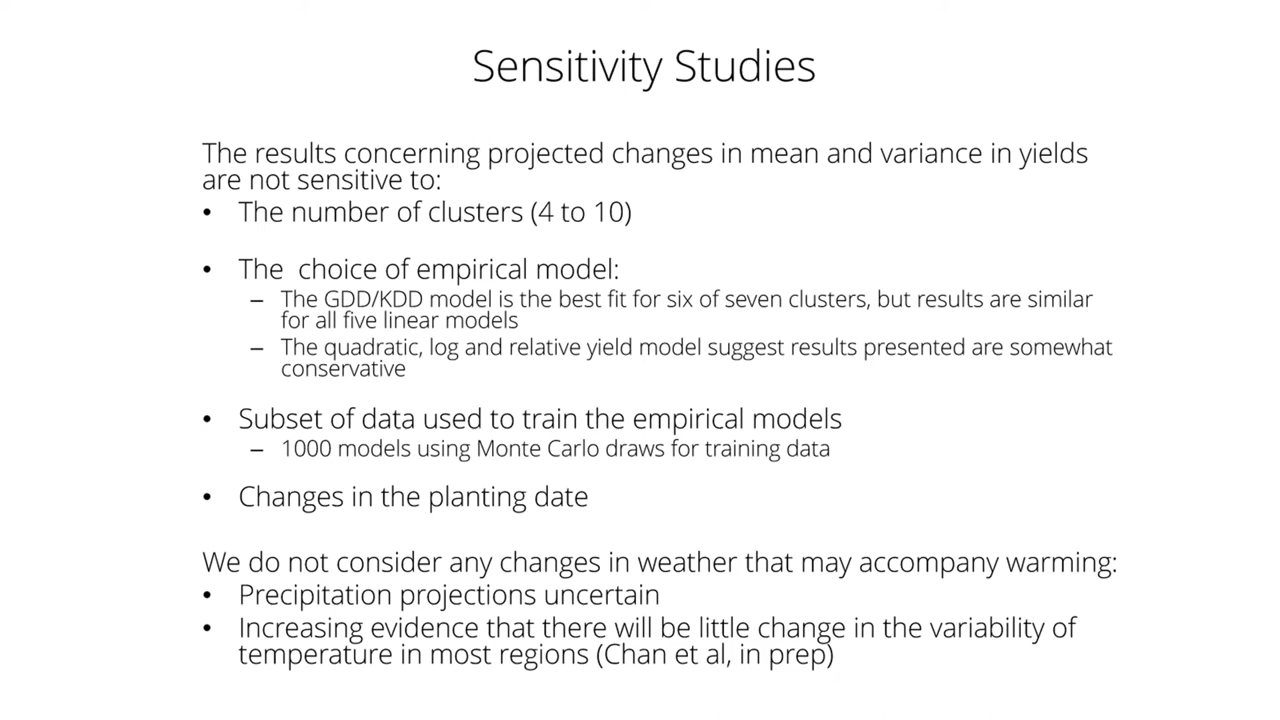 Sensitivity Studies
The results concerning projected changes in mean and variance in yields
are not sensitive to:
• The number of clusters (4 to 10)
• The choice of empirical model:
– The GDD/KDD model is the best fit for six of seven clusters, but results are similar
for all five linear models
– The quadratic, log and relative yield model suggest results presented are somewhat
conservative
• Subset of data used to train the empirical models
– 1000 models using Monte Carlo draws for training data
• Changes in the planting date
We do not consider any changes in weather that may accompany warming:
• Precipitation projections uncertain
• Increasing evidence that there will be little change in the variability of
temperature in most regions (Chan et al, in prep)